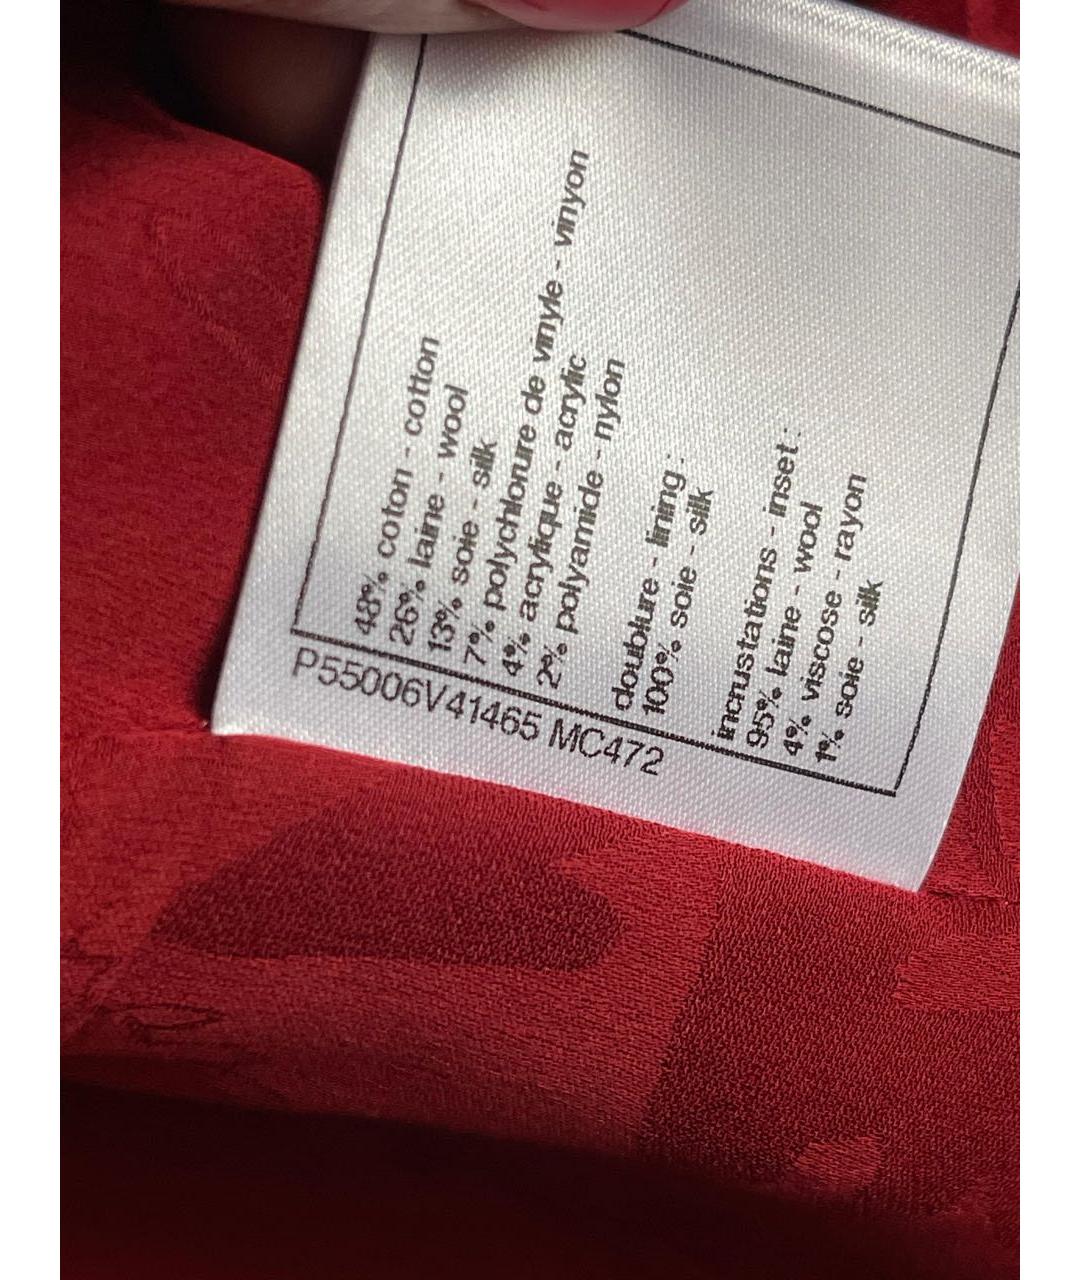 48% coton - cotton
26% laine - wool
13% soie - silk
7% polychlorure de vinyle - vinyon
4% acrylique - acrylic
2% polyamide - nylon
doublure - lining :
100% soie - silk
incrustations - inset :
95% laine - wool
4% viscose - rayon
1% soie - silk
P55006V41465 MC472